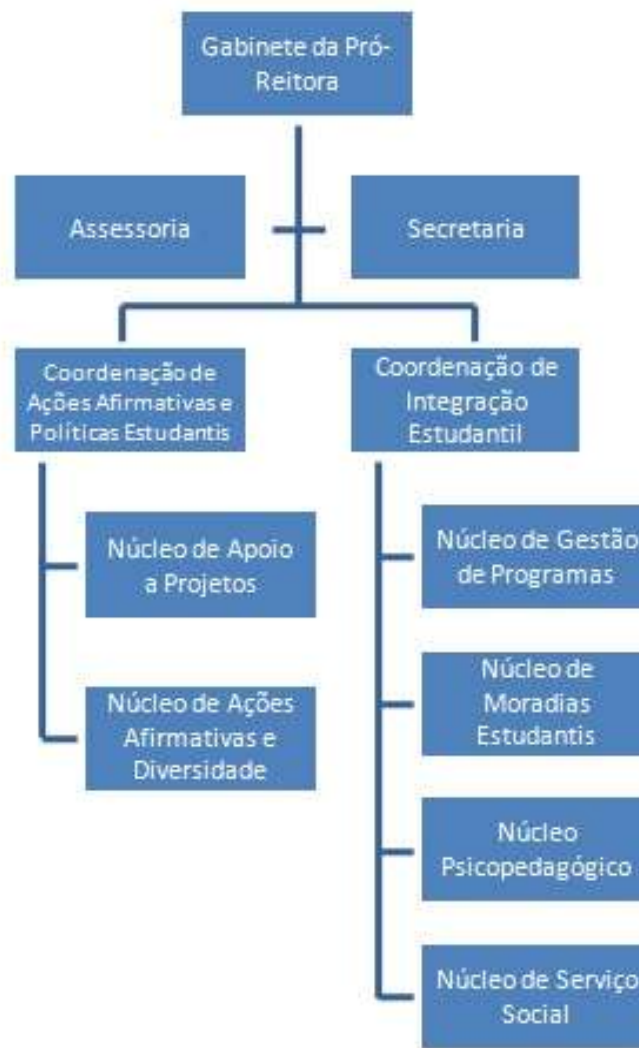 Gabinete da Pró-
Reitora
Assessoria
Secretaria
Coordenação de
Ações Afirmativas e
Políticas Estudantis
Coordenação de
Integração
Estudantil
Núcleo de Apoio
a Projetos
Núcleo de Ações
Afirmativas e
Diversidade
Núcleo de Gestão
de Programas
Núcleo de
Moradias
Estudantis
Núcleo
Psicopedagógico
Núcleo de Serviço
Social